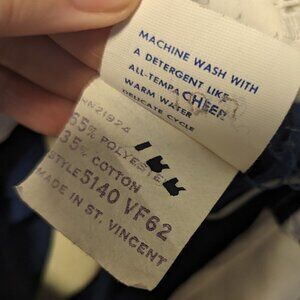 MACHINE WASH WITH
A DETERGENT LIKE
ALL-TEMPA CHEER
WARM WATER
DELICATE CYCLE
RN21924
65% POLYESTER
35% COTTON
STYLE 5140 VF62
MADE IN ST. VINCENT